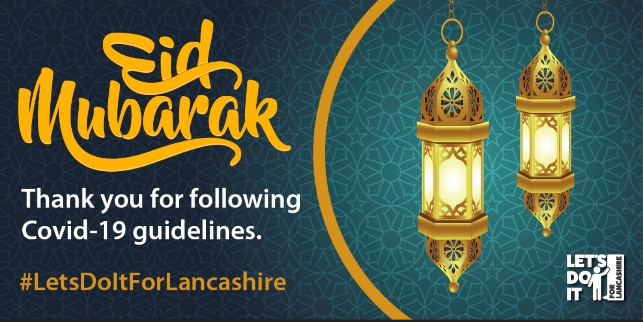 Eid
Mubarak
Thank you for following
Covid-19 guidelines.
#LetsDoItForLancashire
LET'S
DO
IT
FOR
LANCASHIRE